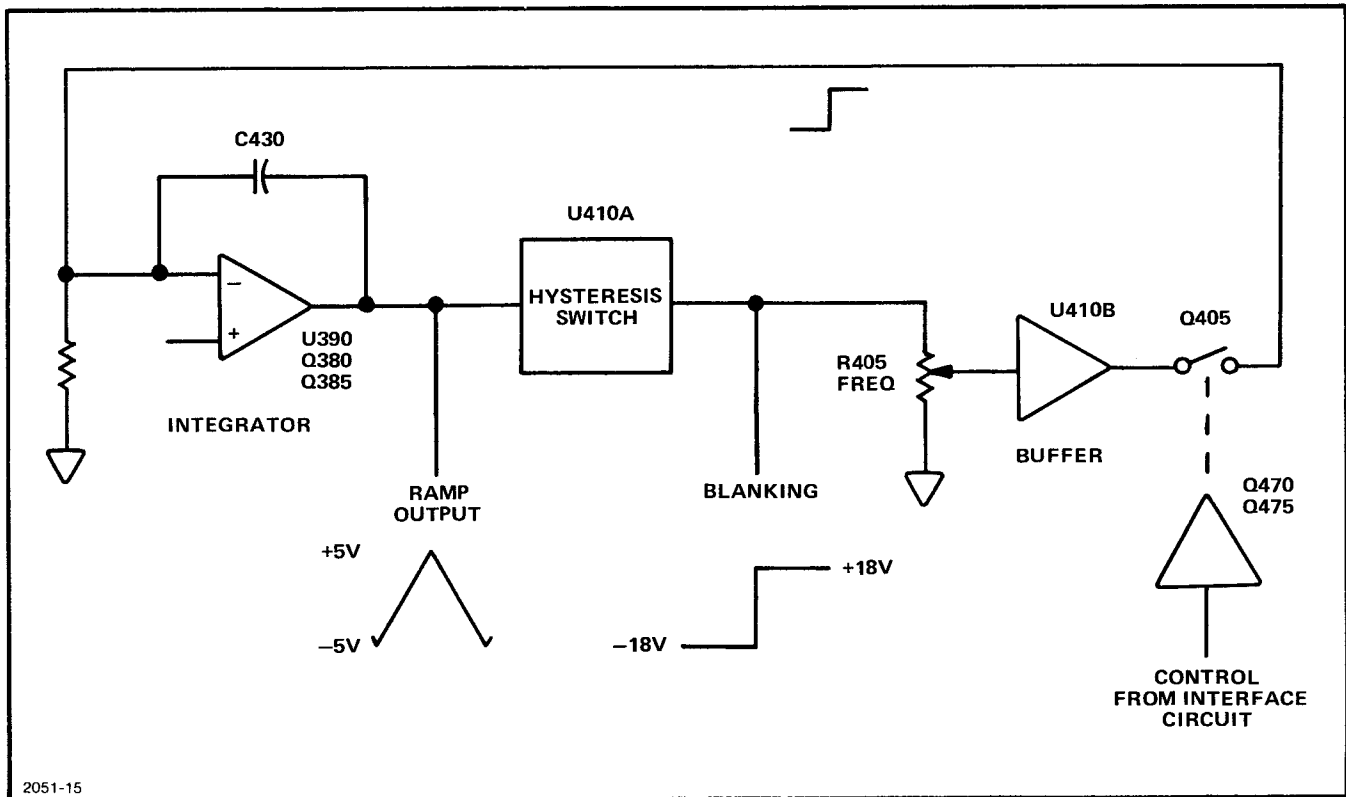 C430
U410A
−
+
U390
Q380
Q385
INTEGRATOR
HYSTERESIS
SWITCH
R405
FREQ
U410B
BUFFER
Q405
RAMP
OUTPUT
+5V
−5V
BLANKING
+18V
−18V
Q470
Q475
CONTROL
FROM INTERFACE
CIRCUIT
2051-15